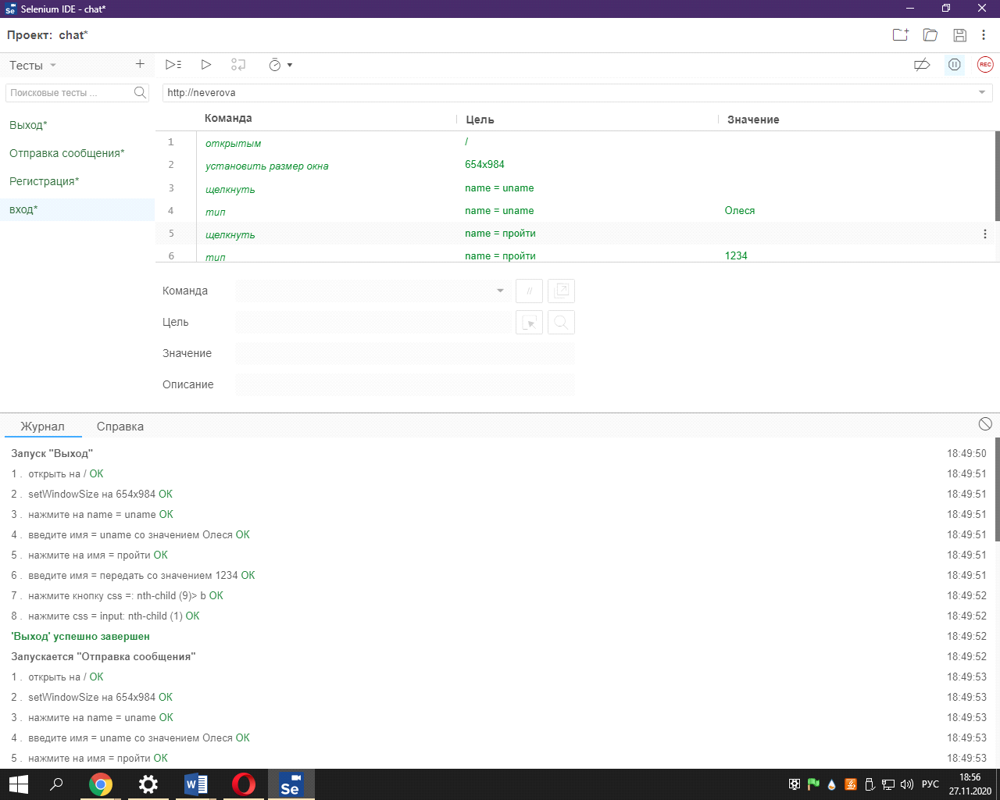 Selenium IDE - chat*
Проект: chat*
Тесты
Поисковые тесты ...
http://neverova
REC
Выход*
Отправка сообщения*
Регистрация*
вход*
Команда Цель Значение
1 открытым /
2 установить размер окна 654x984
3 щелкнуть name = uname
4 тип name = uname Олеся
5 щелкнуть name = пройти
6 тип name = пройти 1234
Команда //
Цель
Значение
Описание
Журнал Справка
Запуск "Выход" 18:49:50
1 . открыть на / OK 18:49:51
2 . setWindowSize на 654x984 OK 18:49:51
3 . нажмите на name = uname OK 18:49:51
4 . введите имя = uname со значением Олеся OK 18:49:51
5 . нажмите на имя = пройти OK 18:49:51
6 . введите имя = передать со значением 1234 OK 18:49:51
7 . нажмите кнопку css =: nth-child (9)> b OK 18:49:52
8 . нажмите css = input: nth-child (1) OK 18:49:52
'Выход' успешно завершен 18:49:52
Запускается "Отправка сообщения" 18:49:52
1 . открыть на / OK 18:49:53
2 . setWindowSize на 654x984 OK 18:49:53
3 . нажмите на name = uname OK 18:49:53
4 . введите имя = uname со значением Олеся OK 18:49:53
5 . нажмите на имя = пройти OK 18:49:53
Se
РУС
18:56
27.11.2020